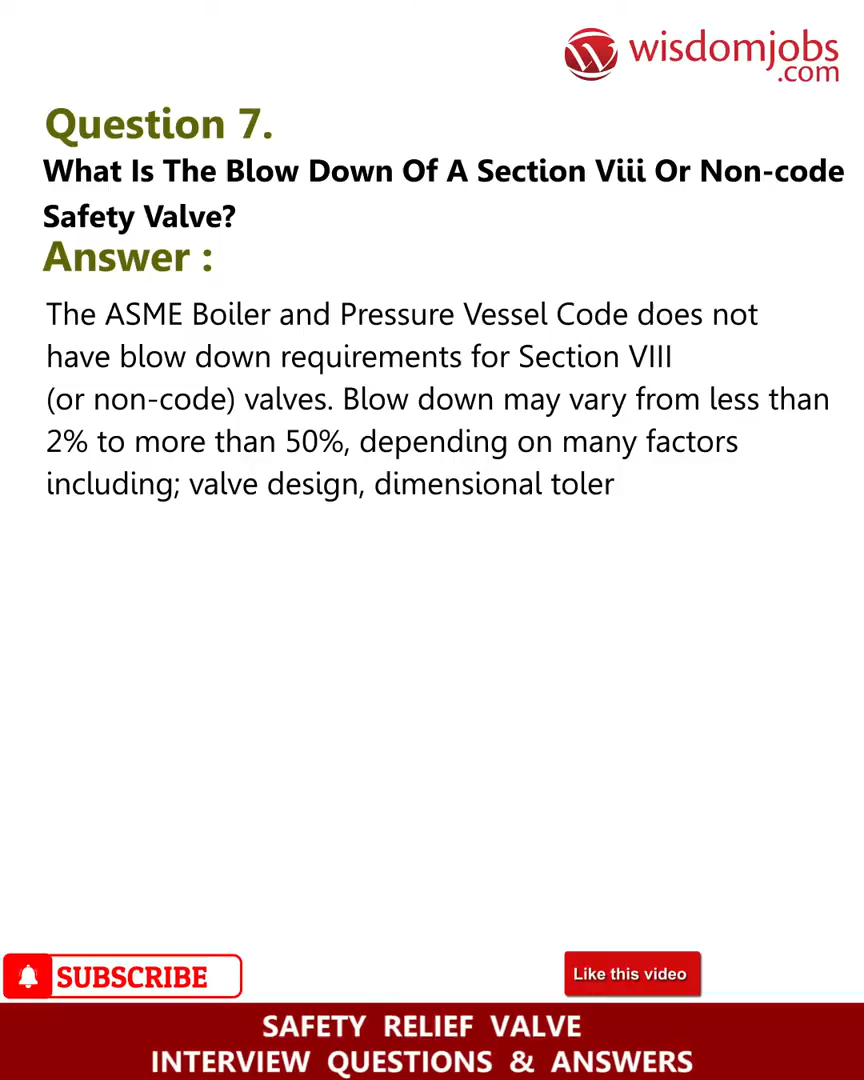 wisdomjobs
.com
Question 7.
What Is The Blow Down Of A Section Viii Or Non-code
Safety Valve?
Answer :
The ASME Boiler and Pressure Vessel Code does not
have blow down requirements for Section VIII
(or non-code) valves. Blow down may vary from less than
2% to more than 50%, depending on many factors
including; valve design, dimensional toler
SUBSCRIBE
Like this video
SAFETY RELIEF VALVE
INTERVIEW QUESTIONS & ANSWERS